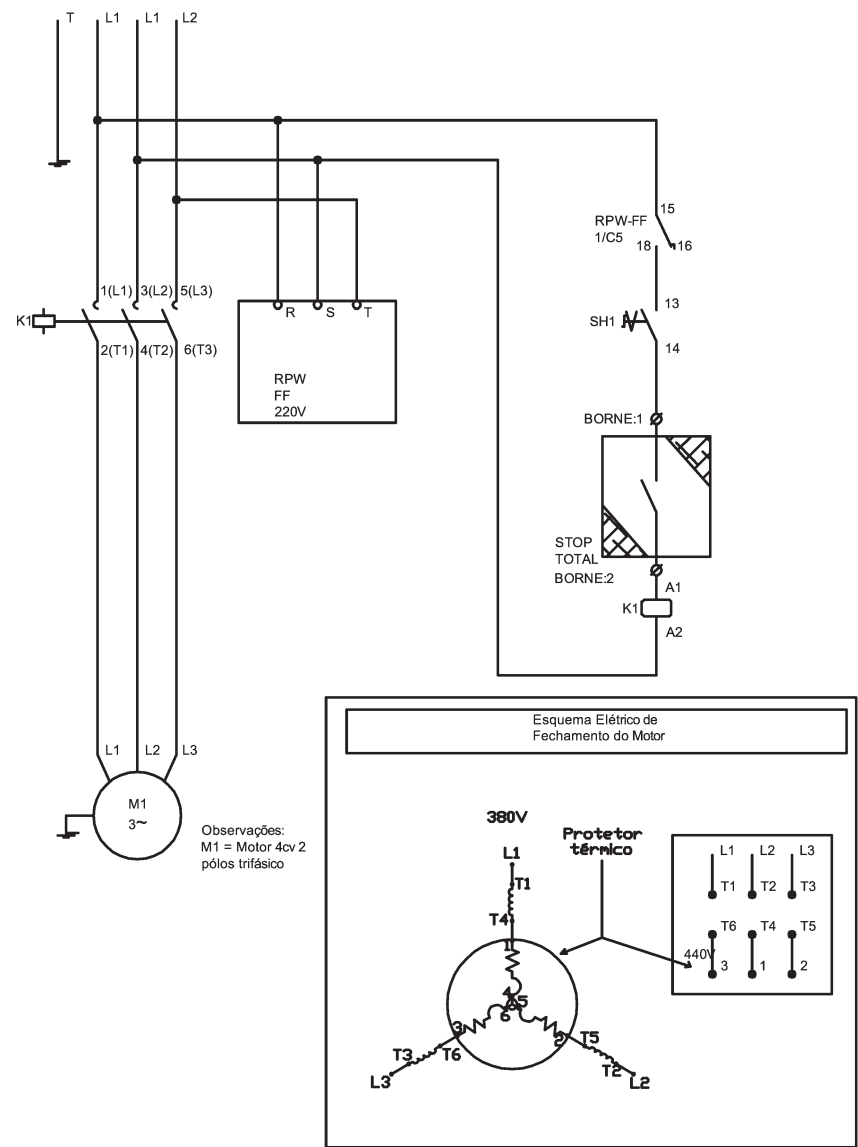 T L1 L1 L2
15
RPW-FF
1/C5
18 16
1(L1) 3(L2) 5(L3)
13
K1
R S T
SH1
2(T1) 4(T2) 6(T3)
14
RPW
FF
220V
BORNE:1
STOP
TOTAL
BORNE:2
A1
K1
A2
Esquema Elétrico de
Fechamento do Motor
L1 L2 L3
M1
3~
Observações:
M1 = Motor 4cv 2
pólos trifásico
380V
Protetor
térmico
L1
T1
T4
1
4 5
6
3
2
T3 T6
T5
T2
L3
L2
L1 L2 L3
T1 T2 T3
T6 T4 T5
440V
3 1 2